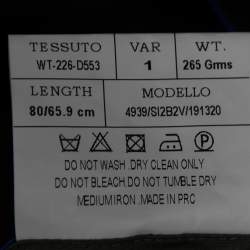 TESSUTO VAR WT.
WT-226-D553 1 265 Grms
LENGTH MODELLO
80/65.9 cm 4939/SI2B2V/191320
DO NOT WASH .DRY CLEAN ONLY
DO NOT BLEACH.DO NOT TUMBLE DRY
MEDIUM IRON . MADE IN PRC